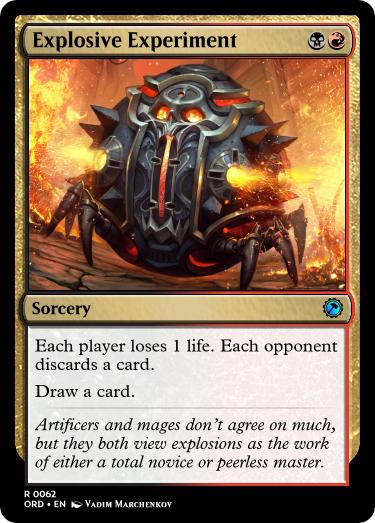 Explosive Experiment
Sorcery
Each player loses 1 life. Each opponent
discards a card.
Draw a card.
Artificers and mages don't agree on much,
but they both view explosions as the work
of either a total novice or peerless master.
R 0062
ORD • EN Vadim Marchenkov